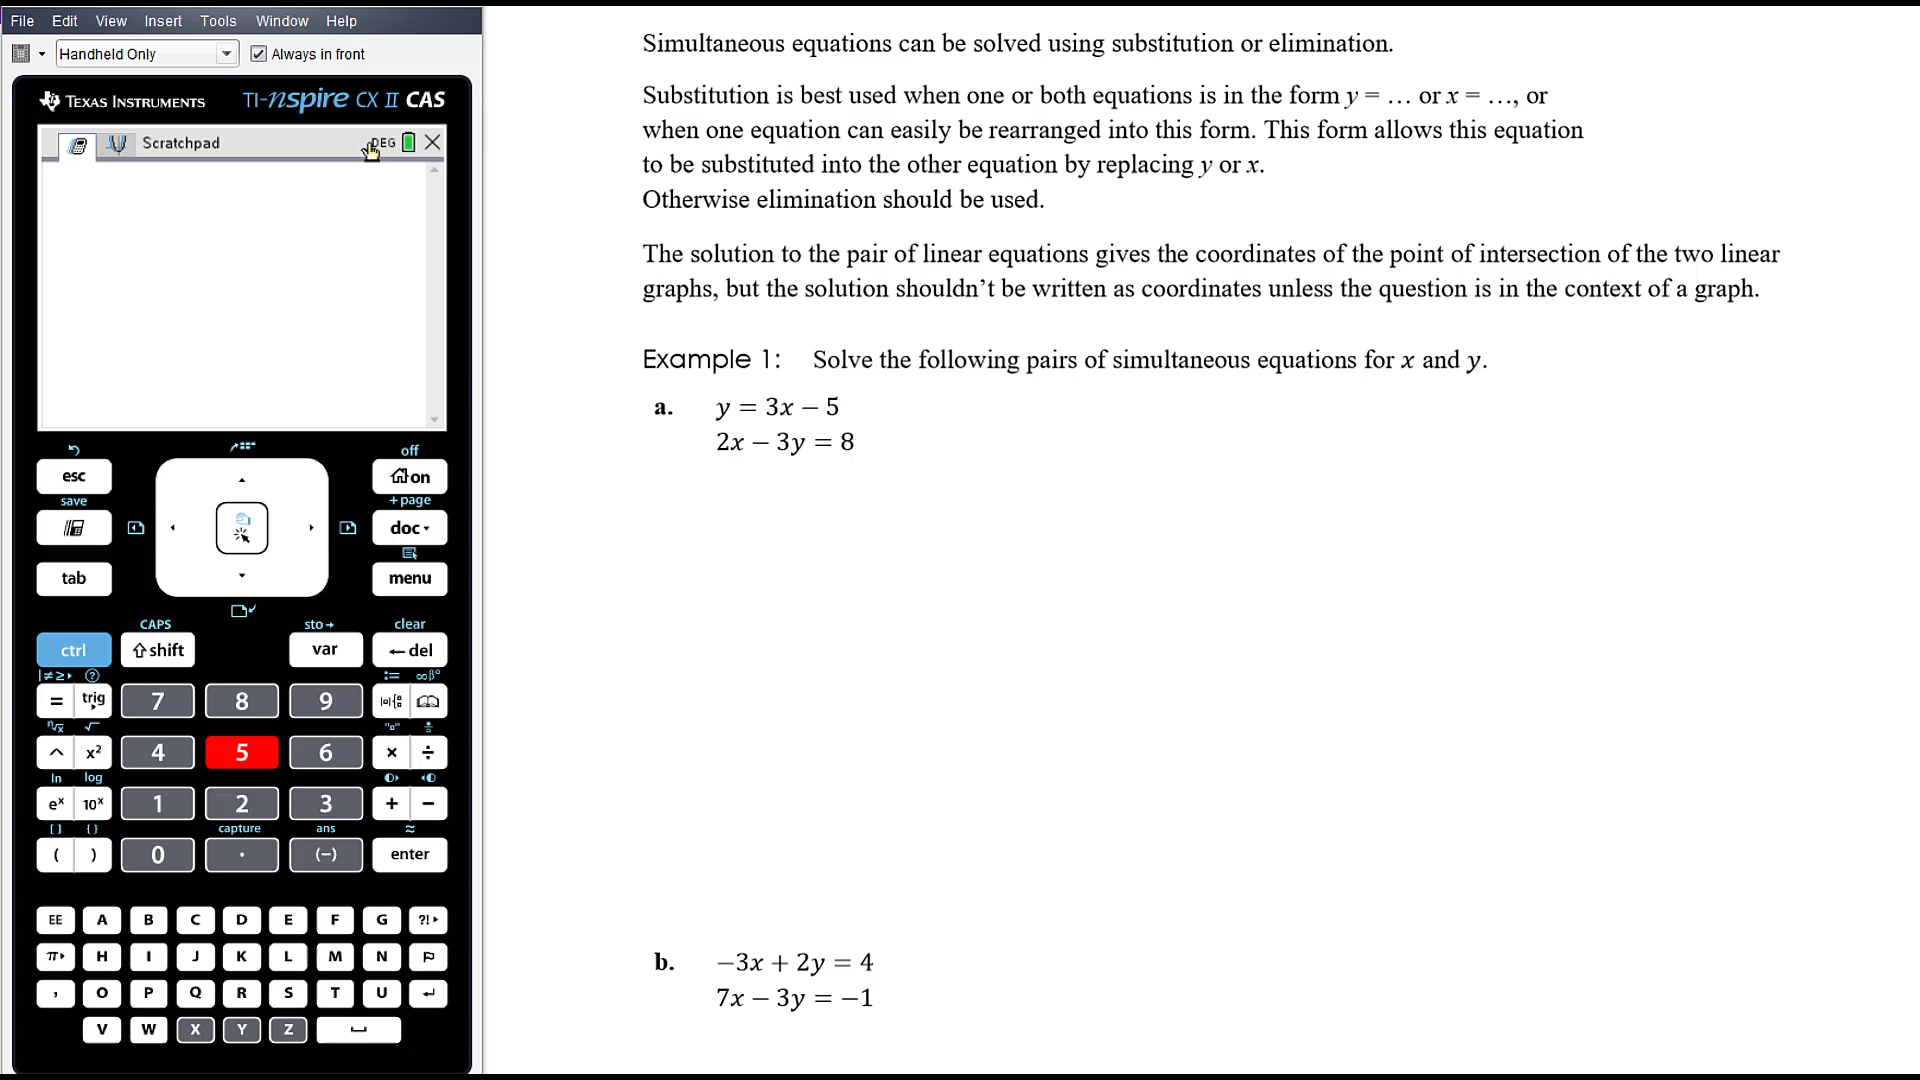 File Edit View Insert Tools Window Help
Handheld Only Always in front
TEXAS INSTRUMENTS TI-nspire CX II CAS
Scratchpad DEG
off
esc on
save + page
doc
tab menu
CAPS sto→ clear
ctrl ⇧shift var ←del
|≠≥▸ ? := ∞β°
= trig 7 8 9
ⁿ√x √ "□"
^ x² 4 5 6 × ÷
ln log
eˣ 10ˣ 1 2 3 + −
[ ] { } capture ans ≈
( ) 0 . (−) enter
EE A B C D E F G ?!▸
π▸ H I J K L M N
, O P Q R S T U ↵
V W X Y Z
Simultaneous equations can be solved using substitution or elimination.
Substitution is best used when one or both equations is in the form y = … or x = …, or
when one equation can easily be rearranged into this form. This form allows this equation
to be substituted into the other equation by replacing y or x.
Otherwise elimination should be used.
The solution to the pair of linear equations gives the coordinates of the point of intersection of the two linear
graphs, but the solution shouldn’t be written as coordinates unless the question is in the context of a graph.
Example 1: Solve the following pairs of simultaneous equations for x and y.
a. y = 3x − 5
2x − 3y = 8
b. −3x + 2y = 4
7x − 3y = −1